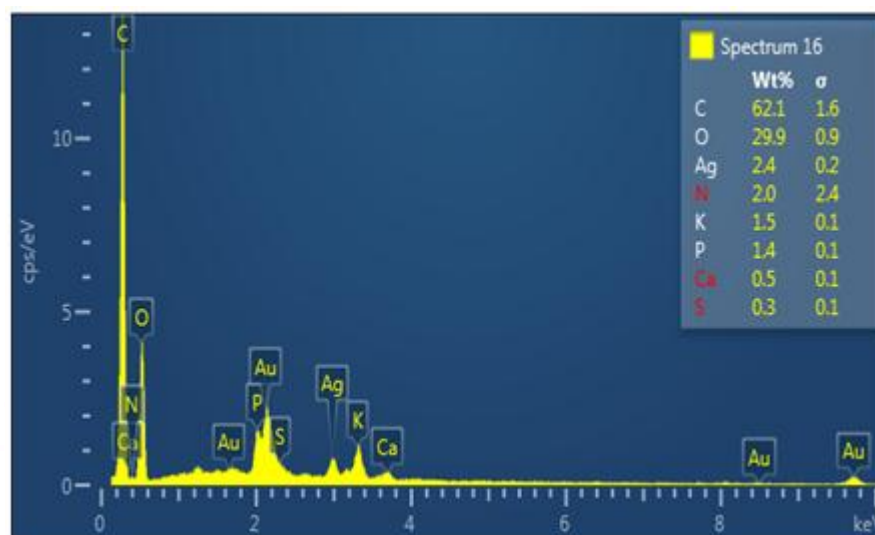 Spectrum 16
Wt% σ
C 62.1 1.6
O 29.9 0.9
Ag 2.4 0.2
N 2.0 2.4
K 1.5 0.1
P 1.4 0.1
Ca 0.5 0.1
S 0.3 0.1
cps/eV
10
5
0
C
O
N
Ca
Au
P
Au
S
Ag
K
Ca
Au
Au
0 2 4 6 8 keV